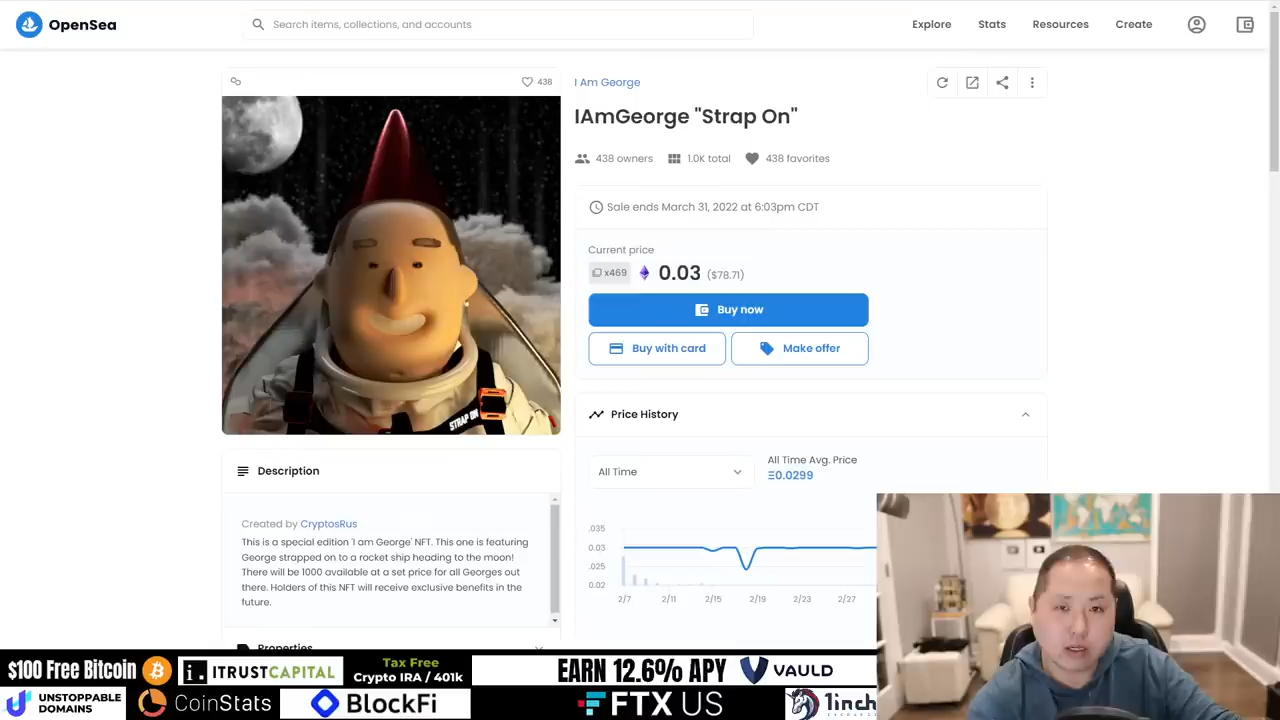 OpenSea
Search items, collections, and accounts
Explore
Stats
Resources
Create
438
I Am George
IAmGeorge "Strap On"
438 owners
1.0K total
438 favorites
Sale ends March 31, 2022 at 6:03pm CDT
Current price
x469
0.03 ($78.71)
Buy now
Buy with card
Make offer
STRAP ON
Price History
All Time
All Time Avg. Price
Ξ0.0299
.035
0.03
0.025
0.02
2/7
2/11
2/15
2/19
2/23
2/27
Description
Created by CryptosRus
This is a special edition 'I am George' NFT. This one is featuring
George strapped on to a rocket ship heading to the moon!
There will be 1000 available at a set price for all Georges out
there. Holders of this NFT will receive exclusive benefits in the
future.
Properties
$100 Free Bitcoin
ITRUSTCAPITAL
Tax Free
Crypto IRA / 401k
EARN 12.6% APY
VAULD
UNSTOPPABLE
DOMAINS
CoinStats
BlockFi
FTX US
1inch
EXCHANGE